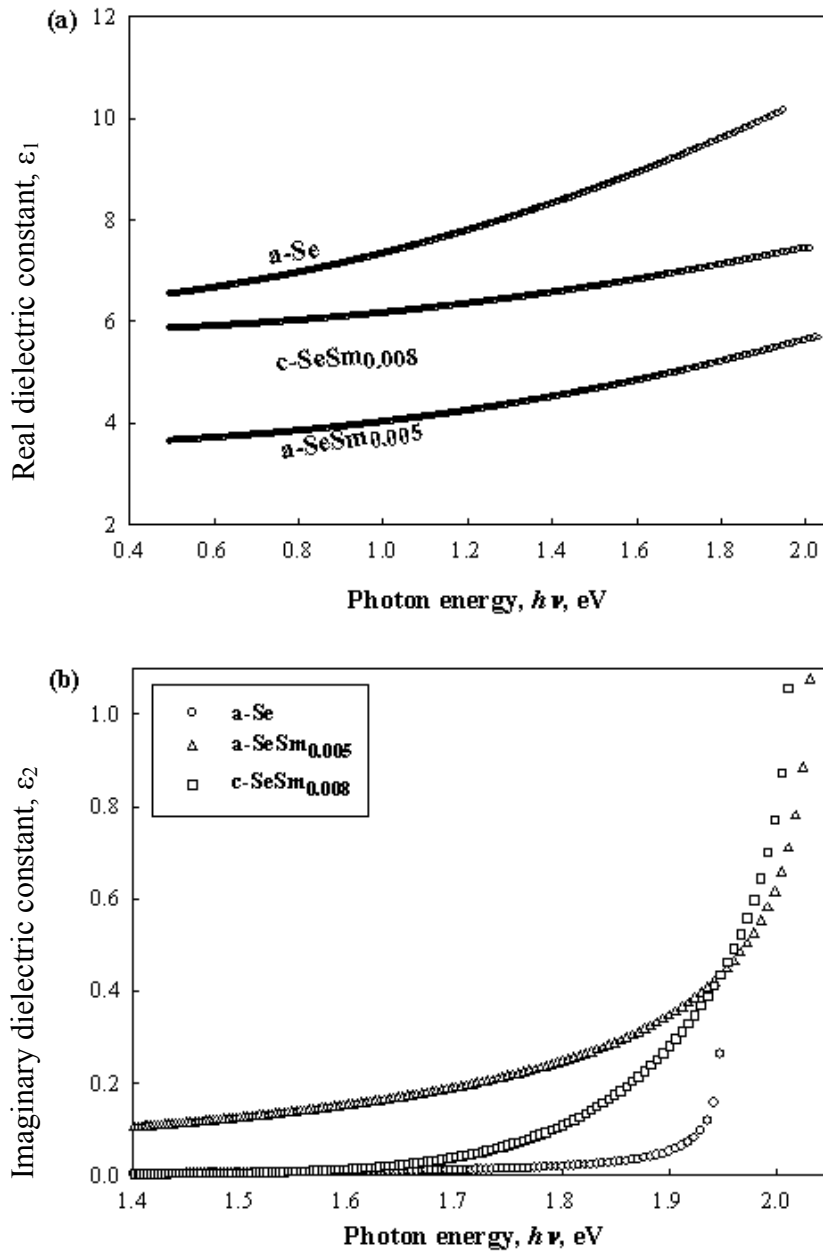 (a)
12
10
8
6
4
2
Real dielectric constant, ε₁
a-Se
c-SeSm₀.₀₀₈
a-SeSm₀.₀₀₅
0.4 0.6 0.8 1.0 1.2 1.4 1.6 1.8 2.0
Photon energy, hν, eV
(b)
1.0
0.8
0.6
0.4
0.2
0.0
Imaginary dielectric constant, ε₂
a-Se
a-SeSm₀.₀₀₅
c-SeSm₀.₀₀₈
1.4 1.5 1.6 1.7 1.8 1.9 2.0
Photon energy, hν, eV